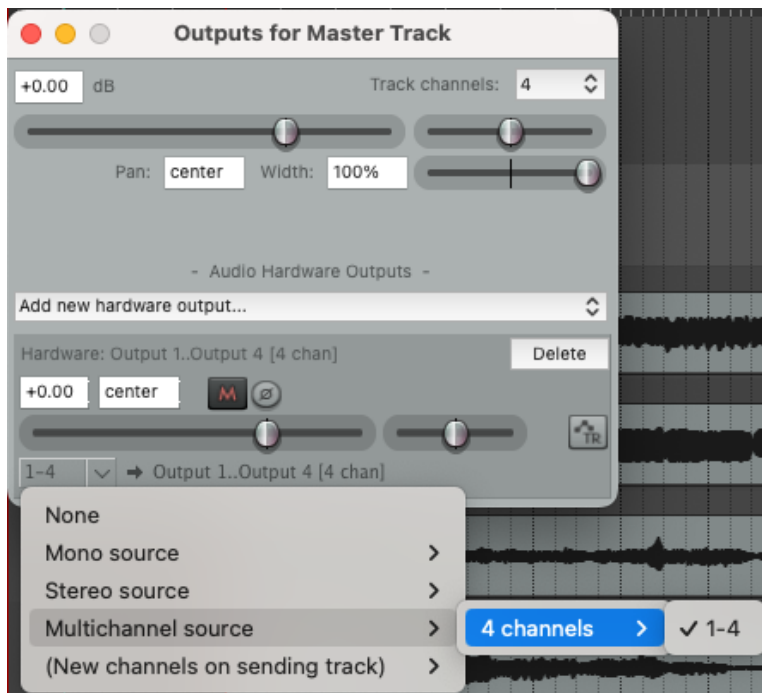 Outputs for Master Track
+0.00 dB Track channels: 4
Pan: center Width: 100%
- Audio Hardware Outputs -
Add new hardware output...
Hardware: Output 1..Output 4 [4 chan] Delete
+0.00 center M ø
TR
1-4 → Output 1..Output 4 [4 chan]
None
Mono source
Stereo source
Multichannel source 4 channels ✓ 1-4
(New channels on sending track)